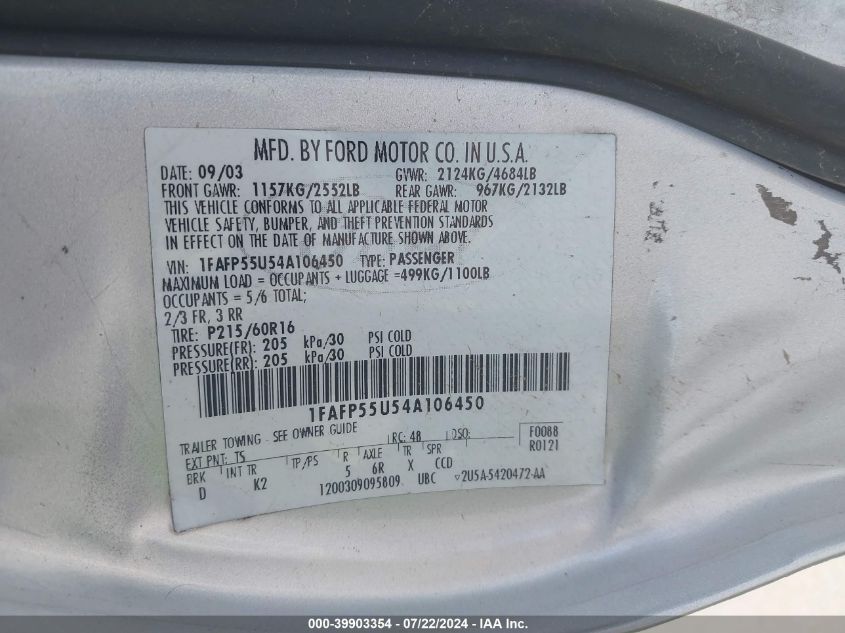 MFD. BY FORD MOTOR CO. IN U.S.A.
DATE: 09/03 GVWR: 2124KG/4684LB
FRONT GAWR: 1157KG/2552LB REAR GAWR: 967KG/2132LB
THIS VEHICLE CONFORMS TO ALL APPLICABLE FEDERAL MOTOR
VEHICLE SAFETY, BUMPER, AND THEFT PREVENTION STANDARDS
IN EFFECT ON THE DATE OF MANUFACTURE SHOWN ABOVE.
VIN: 1FAFP55U54A106450 TYPE: PASSENGER
MAXIMUM LOAD = OCCUPANTS + LUGGAGE =499KG/1100LB
OCCUPANTS = 5/6 TOTAL;
2/3 FR, 3 RR
TIRE: P215/60R16
PRESSURE(FR): 205 kPa/30 PSI COLD
PRESSURE(RR): 205 kPa/30 PSI COLD
1FAFP55U54A106450
TRAILER TOWING - SEE OWNER GUIDE F0088
EXT PNT: TS RC: 48 DSO: R0121
BRK INT TR TP/PS R AXLE TR SPR
D K2 5 6R X CCD
1200309095809 UBC ▽2U5A-5420472-AA
000-39903354 / 07/22/2024 / IAAI.COM